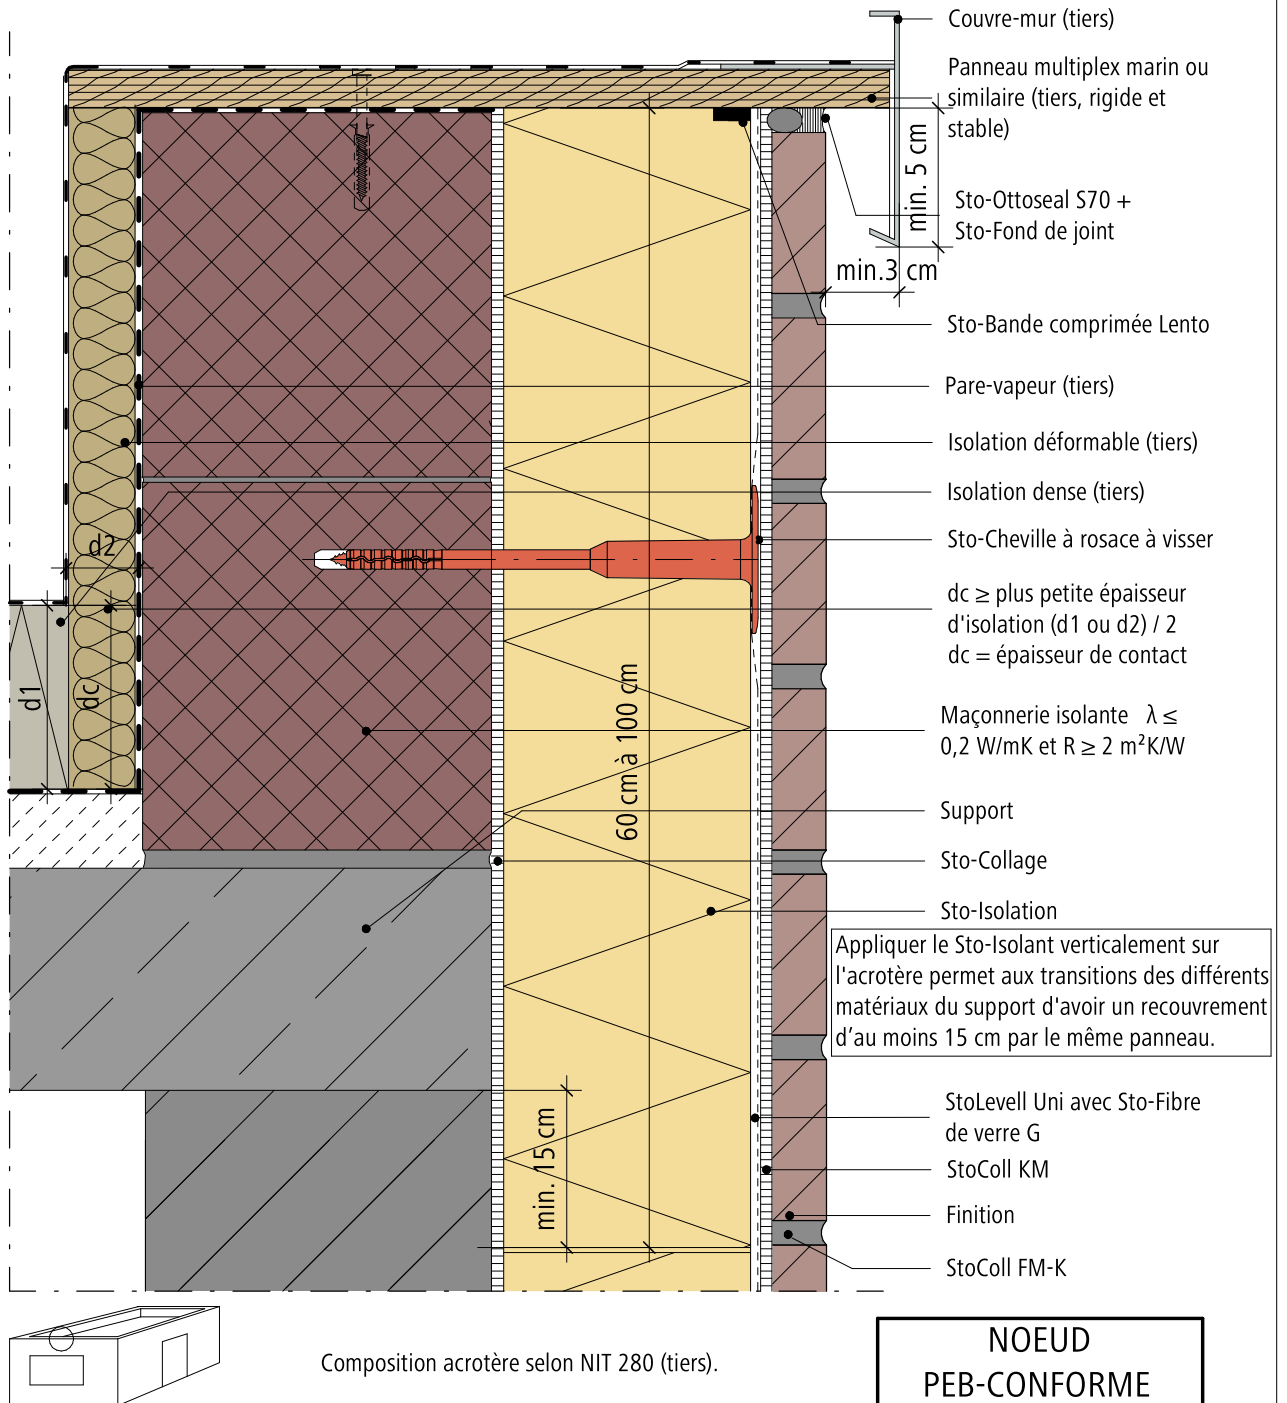 Couvre-mur (tiers)
Panneau multiplex marin ou
similaire (tiers, rigide et
stable)
min. 5 cm
Sto-Ottoseal S70 +
Sto-Fond de joint
min.3 cm
Sto-Bande comprimée Lento
Pare-vapeur (tiers)
Isolation déformable (tiers)
Isolation dense (tiers)
Sto-Cheville à rosace à visser
d2
dc ≥ plus petite épaisseur
d'isolation (d1 ou d2) / 2
dc = épaisseur de contact
d1
dc
60 cm à 100 cm
Maçonnerie isolante λ ≤
0,2 W/mK et R ≥ 2 m²K/W
Support
Sto-Collage
Sto-Isolation
Appliquer le Sto-Isolant verticalement sur
l'acrotère permet aux transitions des différents
matériaux du support d'avoir un recouvrement
d’au moins 15 cm par le même panneau.
min. 15 cm
StoLevell Uni avec Sto-Fibre
de verre G
StoColl KM
Finition
StoColl FM-K
Composition acrotère selon NIT 280 (tiers).
NOEUD
PEB-CONFORME